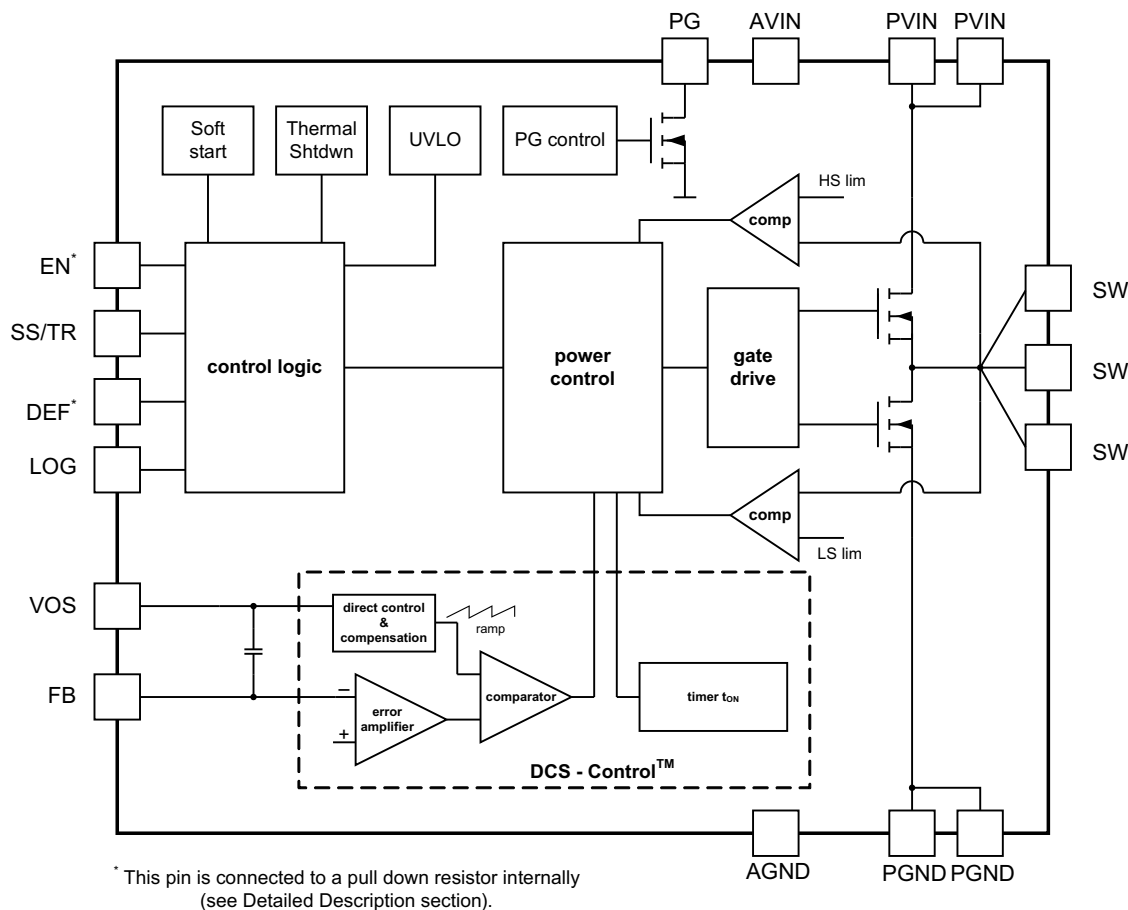 PG
AVIN
PVIN
PVIN
Soft
start
Thermal
Shtdwn
UVLO
PG control
HS lim
comp
EN*
SS/TR
DEF*
LOG
control logic
power
control
gate
drive
SW
SW
SW
comp
LS lim
VOS
FB
direct control
&
compensation
ramp
−
+
error
amplifier
comparator
timer tON
DCS - Control™
AGND
PGND
PGND
* This pin is connected to a pull down resistor internally
(see Detailed Description section).